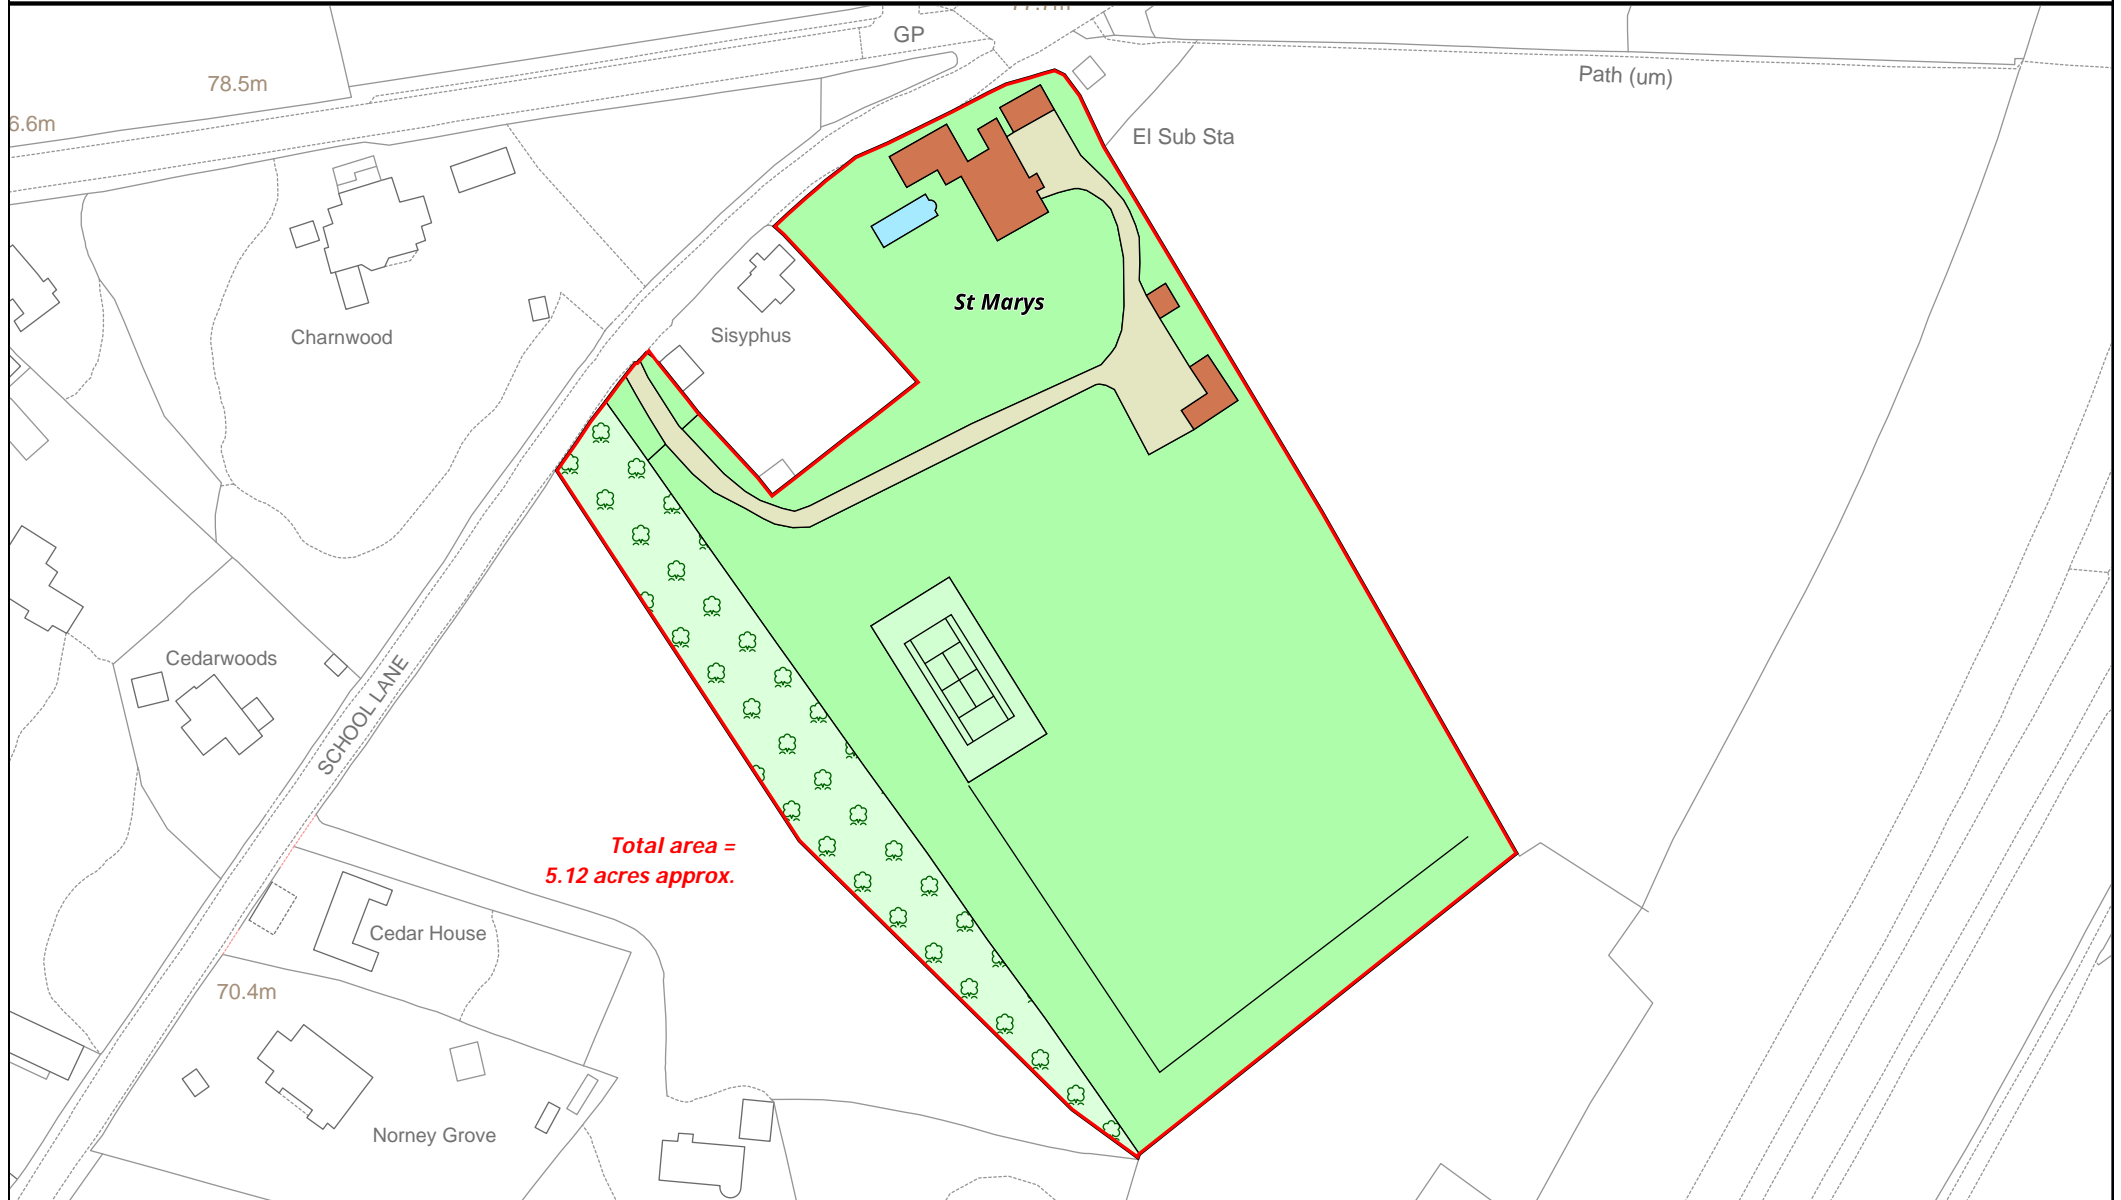 GP
Path (um)
78.5m
6.6m
El Sub Sta
St Marys
Charnwood
Sisyphus
Cedarwoods
SCHOOL LANE
Total area =
5.12 acres approx.
Cedar House
70.4m
Norney Grove